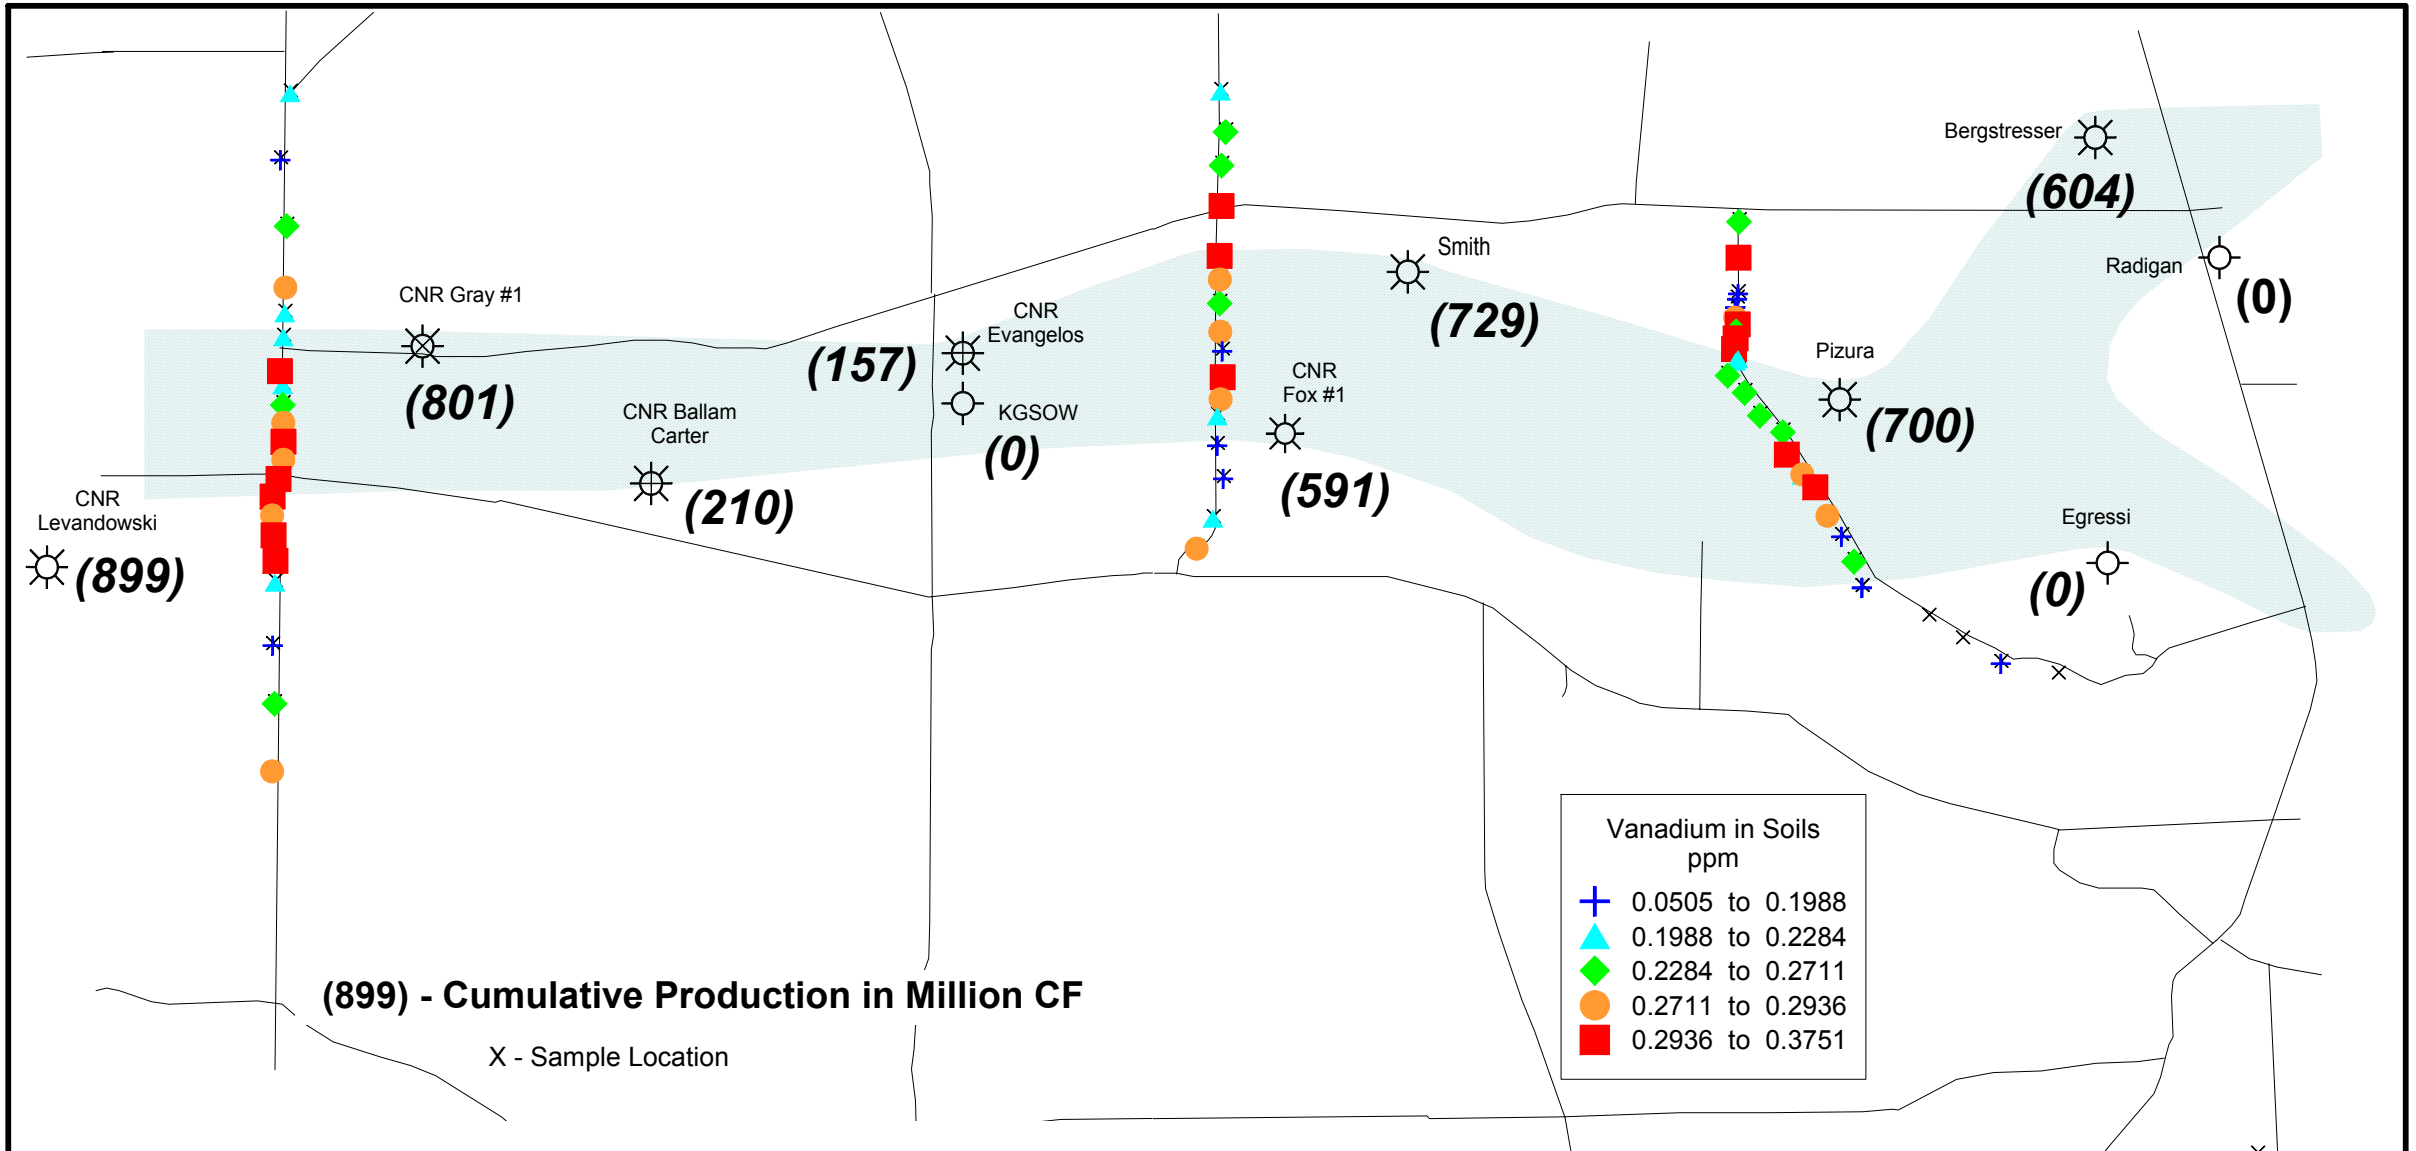 Bergstresser
(604)
Smith
(729)
Radigan
(0)
CNR Gray #1
(801)
CNR
Evangelos
(157)
KGSOW
(0)
CNR Ballam
Carter
(210)
CNR
Fox #1
(591)
Pizura
(700)
CNR
Levandowski
(899)
Egressi
(0)
Vanadium in Soils
ppm
0.0505 to 0.1988
0.1988 to 0.2284
0.2284 to 0.2711
0.2711 to 0.2936
0.2936 to 0.3751
(899) - Cumulative Production in Million CF
X - Sample Location